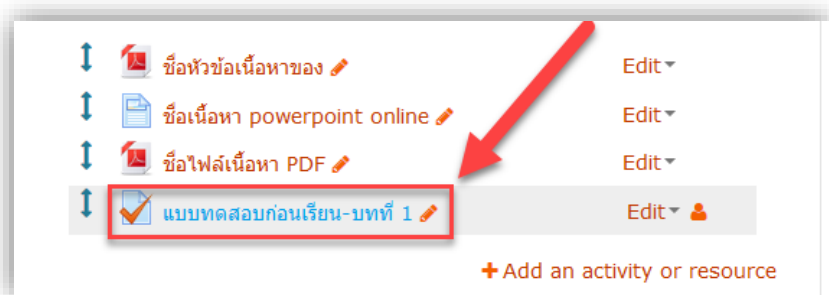 ชื่อหัวข้อเนื้อหาของ Edit
ชื่อเนื้อหา powerpoint online Edit
ชื่อไฟล์เนื้อหา PDF Edit
แบบทดสอบก่อนเรียน-บทที่ 1 Edit
+ Add an activity or resource